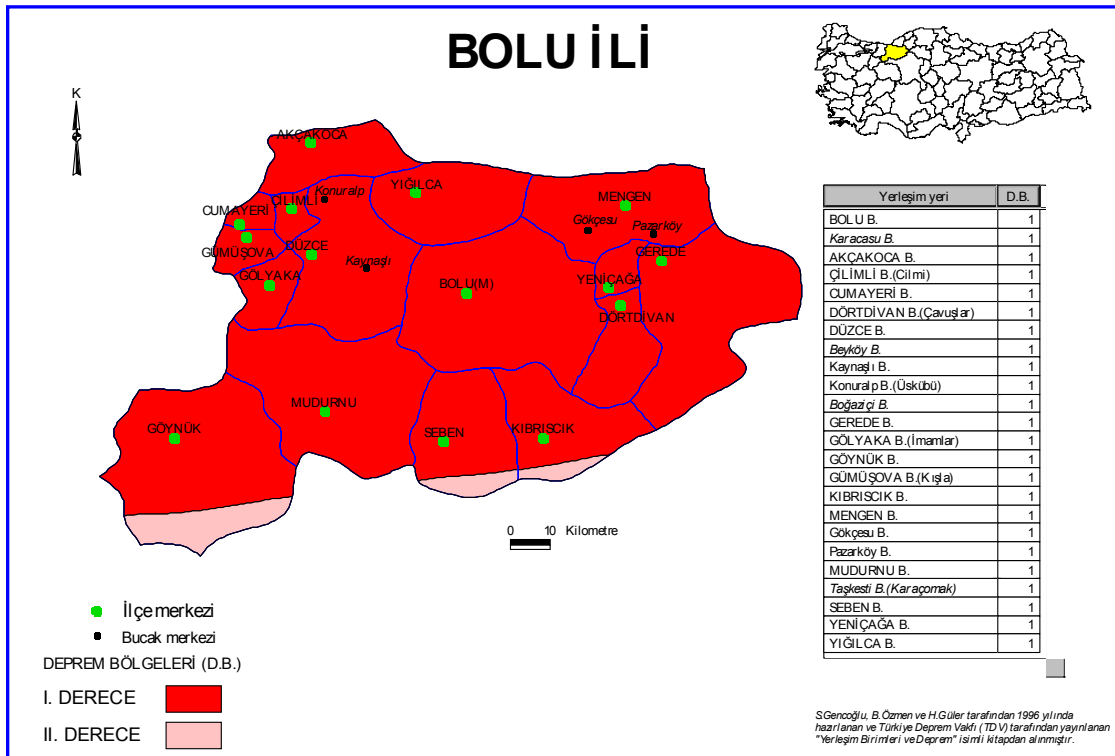 BOLU İLİ
K
AKÇAKOCA
Konuralp
YIĞILCA
MENGEN
ÇİLİMLİ
CUMAYERİ
Gökçesu
Pazarköy
GÜMÜŞOVA
DÜZCE
GEREDE
Kaynaşlı
GÖLYAKA
BOLU(M)
YENİÇAĞA
DÖRTDİVAN
MUDURNU
GÖYNÜK
SEBEN
KIBRISCIK
0 10 Kilometre
İlçe merkezi
Bucak merkezi
DEPREM BÖLGELERİ (D.B.)
I. DERECE
II. DERECE
Yerleşim yeri D.B.
BOLU B. 1
Karacasu B. 1
AKÇAKOCA B. 1
ÇİLİMLİ B.(Cilmi) 1
CUMAYERİ B. 1
DÖRTDİVAN B.(Çavuşlar) 1
DÜZCE B. 1
Beyköy B. 1
Kaynaşlı B. 1
Konuralp B.(Üskübü) 1
Boğaziçi B. 1
GEREDE B. 1
GÖLYAKA B.(İmamlar) 1
GÖYNÜK B. 1
GÜMÜŞOVA B.(Kışla) 1
KIBRISCIK B. 1
MENGEN B. 1
Gökçesu B. 1
Pazarköy B. 1
MUDURNU B. 1
Taşkesti B.(Karaçomak) 1
SEBEN B. 1
YENİÇAĞA B. 1
YIĞILCA B. 1
S.Gencoğlu, B.Özmen ve H.Güler tarafından 1996 yılında
hazırlanan ve Türkiye Deprem Vakfı (TDV) tarafından yayınlanan
"Yerleşim Birimleri ve Deprem" isimli kitapdan alınmıştır.